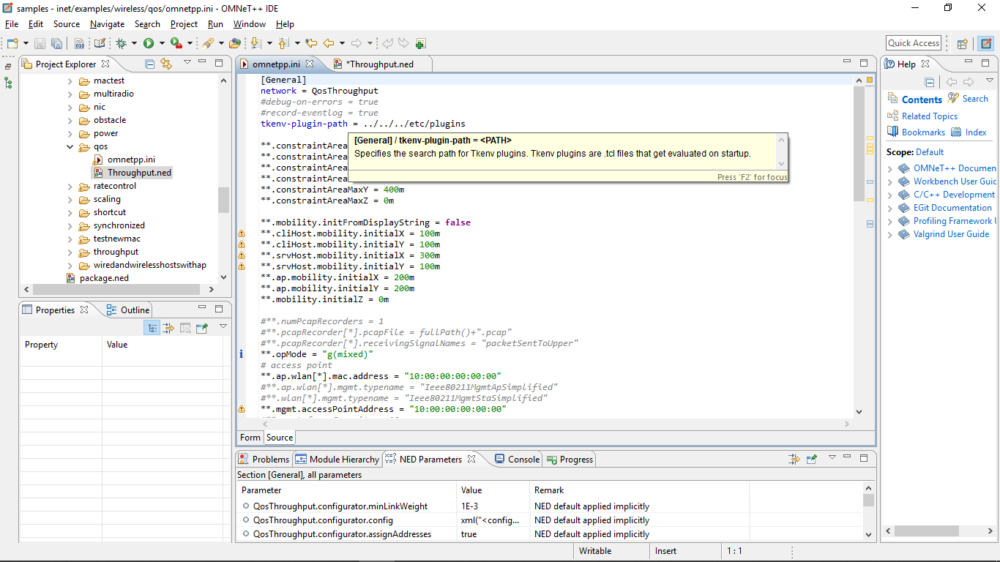 samples - inet/examples/wireless/qos/omnetpp.ini - OMNeT++ IDE
File Edit Source Navigate Search Project Run Window Help
Quick Access
Project Explorer
mactest
multiradio
nic
obstacle
power
qos
omnetpp.ini
Throughput.ned
ratecontrol
scaling
shortcut
synchronized
testnewmac
throughput
wiredandwirelesshostswithap
package.ned
Properties Outline
Property Value
omnetpp.ini *Throughput.ned
[General]
network = QosThroughput
#debug-on-errors = true
#record-eventlog = true
tkenv-plugin-path = ../../../etc/plugins
[General] / tkenv-plugin-path = <PATH>
Specifies the search path for Tkenv plugins. Tkenv plugins are .tcl files that get evaluated on startup.
Press 'F2' for focus
**.constraintArea
**.constraintArea
**.constraintArea
**.constraintArea
**.constraintAreaMaxY = 400m
**.constraintAreaMaxZ = 0m
**.mobility.initFromDisplayString = false
**.cliHost.mobility.initialX = 100m
**.cliHost.mobility.initialY = 100m
**.srvHost.mobility.initialX = 300m
**.srvHost.mobility.initialY = 100m
**.ap.mobility.initialX = 200m
**.ap.mobility.initialY = 200m
**.mobility.initialZ = 0m
#**.numPcapRecorders = 1
#**.pcapRecorder[*].pcapFile = fullPath()+".pcap"
#**.pcapRecorder[*].receivingSignalNames = "packetSentToUpper"
**.opMode = "g(mixed)"
# access point
**.ap.wlan[*].mac.address = "10:00:00:00:00:00"
#**.ap.wlan[*].mgmt.typename = "Ieee80211MgmtApSimplified"
#**.wlan[*].mgmt.typename = "Ieee80211MgmtStaSimplified"
**.mgmt.accessPointAddress = "10:00:00:00:00:00"
Form Source
Problems Module Hierarchy NED Parameters Console Progress
Section [General], all parameters
Parameter Value Remark
QosThroughput.configurator.minLinkWeight 1E-3 NED default applied implicitly
QosThroughput.configurator.config xml("<config... NED default applied implicitly
QosThroughput.configurator.assignAddresses true NED default applied implicitly
Help
Contents Search
Related Topics
Bookmarks Index
Scope: Default
OMNeT++ Documen
Workbench User Guid
C/C++ Development
EGit Documentation
Profiling Framework U
Valgrind User Guide
Writable Insert 1 : 1